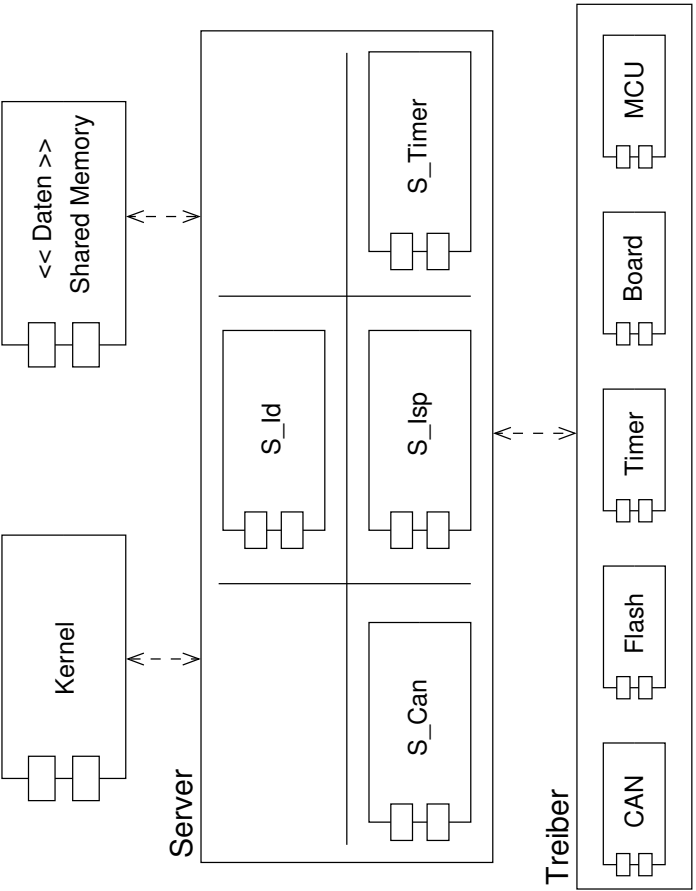 Kernel
<< Daten >>
Shared Memory
Server
S_Id
S_Can
S_Isp
S_Timer
Treiber
CAN
Flash
Timer
Board
MCU